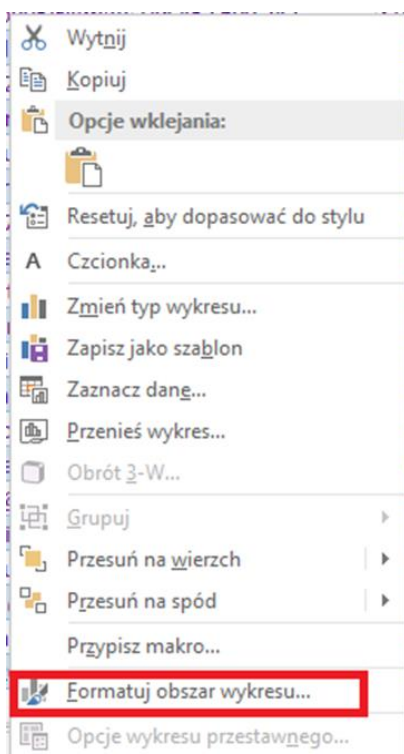 Wytnij
Kopiuj
Opcje wklejania:
Resetuj, aby dopasować do stylu
A Czcionka...
Zmień typ wykresu...
Zapisz jako szablon
Zaznacz dane...
Przenieś wykres...
Obrót 3-W...
Grupuj
Przesuń na wierzch
Przesuń na spód
Przypisz makro...
Formatuj obszar wykresu...
Opcje wykresu przestawnego...